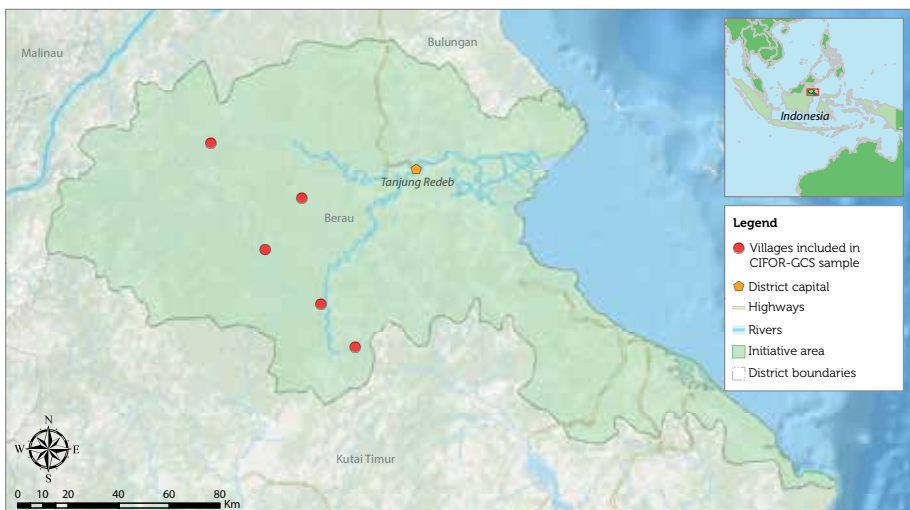 Malinau
Bulungan
Indonesia
Tanjung Redeb
Berau
Legend
Villages included in
CIFOR-GCS sample
District capital
Highways
Rivers
Initiative area
District boundaries
Kutai Timur
N
W E
S
0 10 20 40 60 80
Km